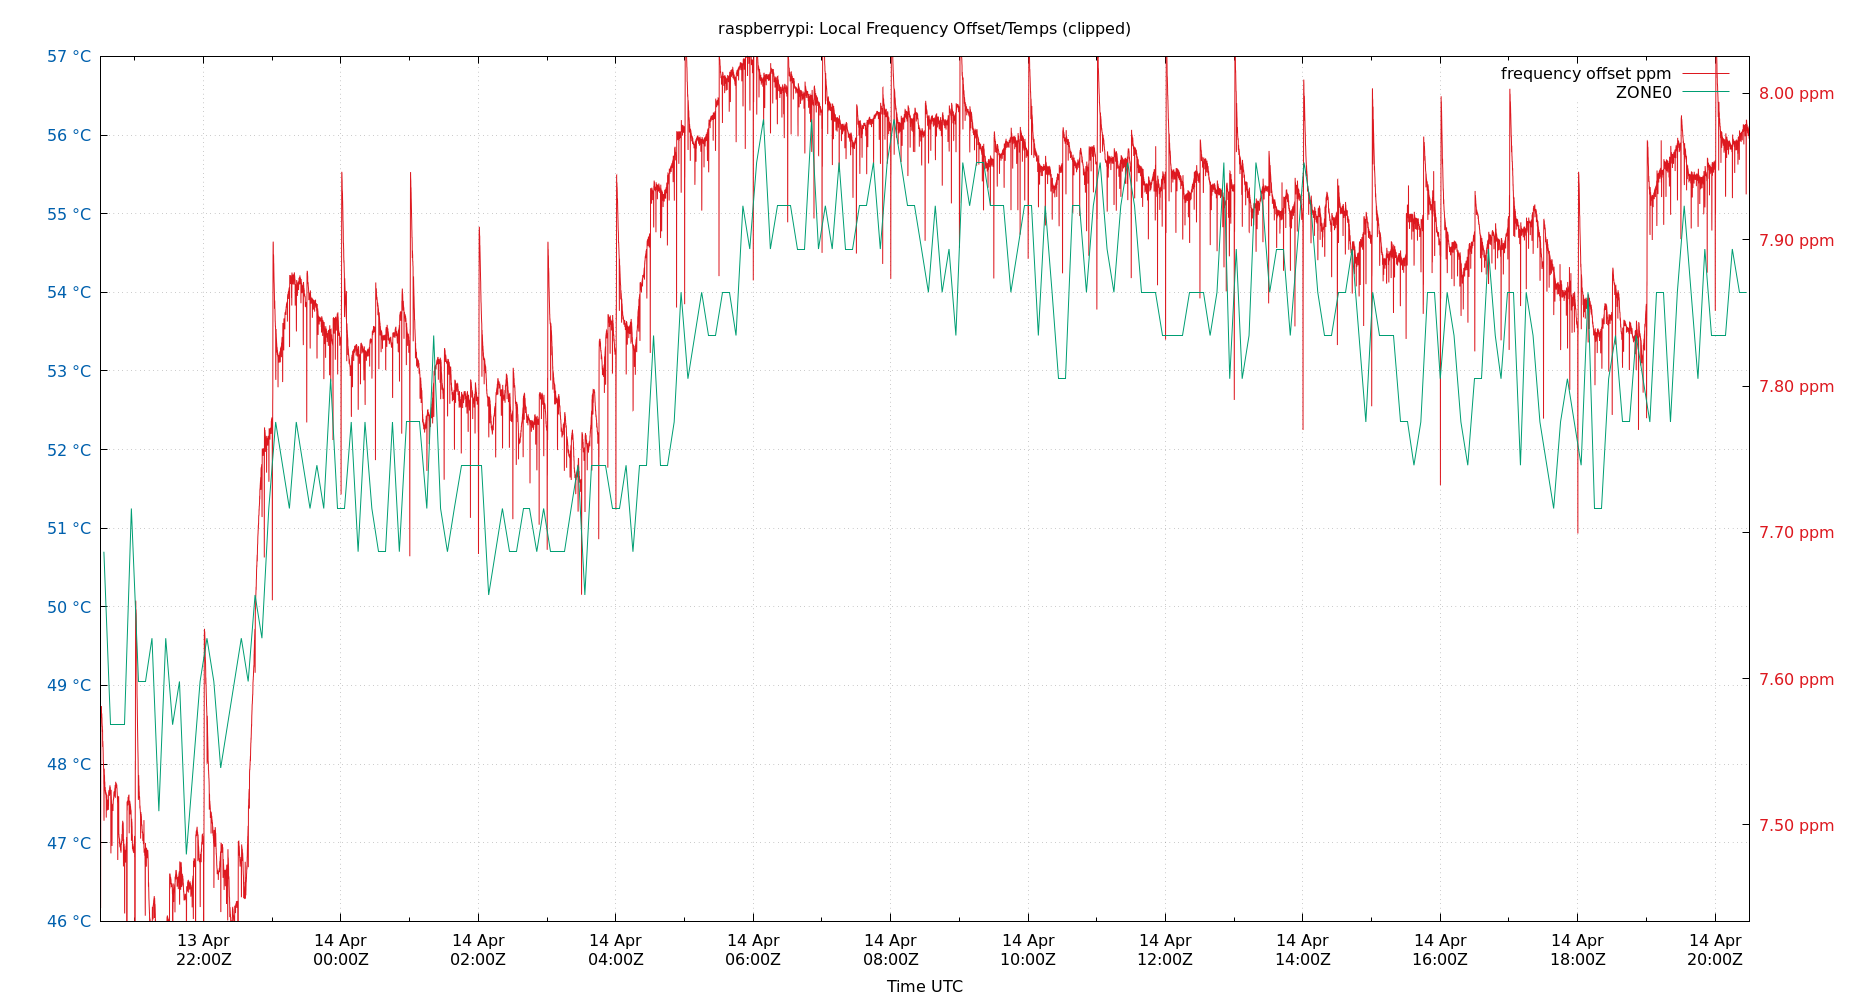 raspberrypi: Local Frequency Offset/Temps (clipped)
57 °C
56 °C
55 °C
54 °C
53 °C
52 °C
51 °C
50 °C
49 °C
48 °C
47 °C
46 °C
frequency offset ppm
ZONE0
8.00 ppm
7.90 ppm
7.80 ppm
7.70 ppm
7.60 ppm
7.50 ppm
13 Apr
22:00Z
14 Apr
00:00Z
14 Apr
02:00Z
14 Apr
04:00Z
14 Apr
06:00Z
14 Apr
08:00Z
14 Apr
10:00Z
14 Apr
12:00Z
14 Apr
14:00Z
14 Apr
16:00Z
14 Apr
18:00Z
14 Apr
20:00Z
Time UTC